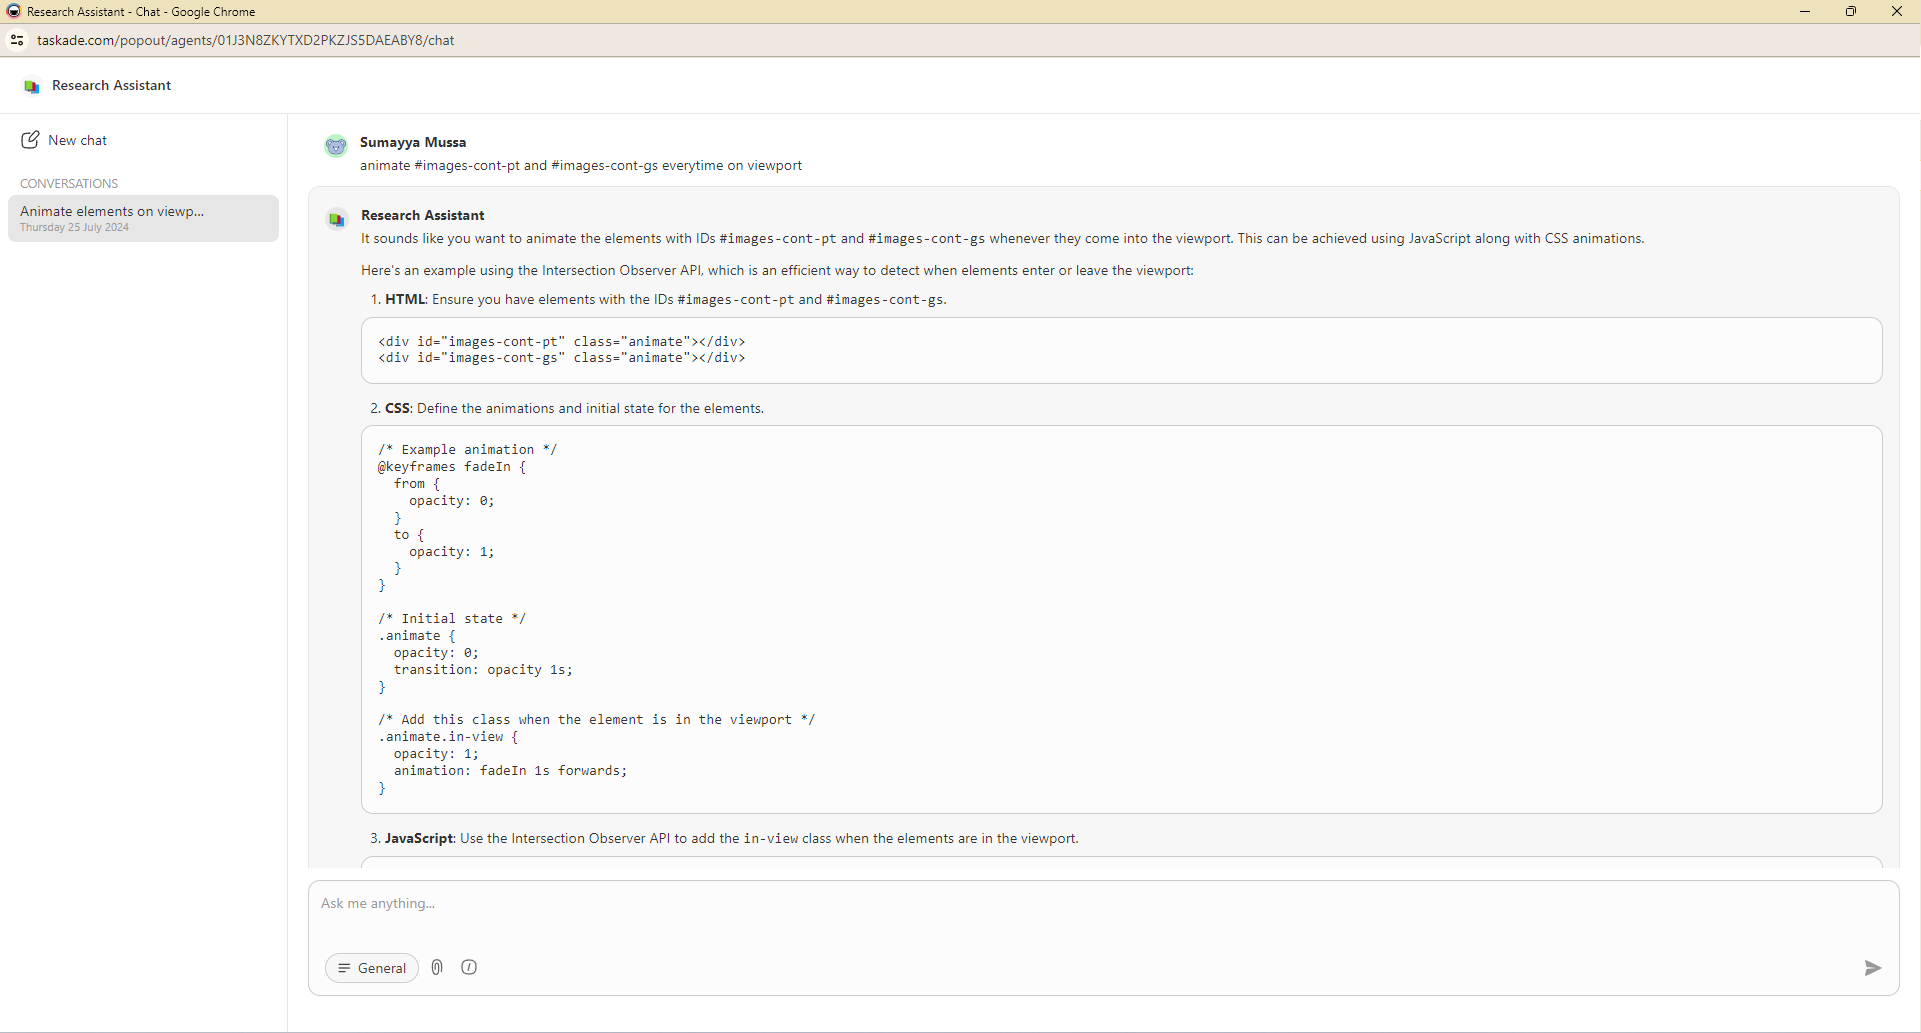 Research Assistant - Chat - Google Chrome
taskade.com/popout/agents/01J3N8ZKYTXD2PKZJS5DAEABY8/chat
Research Assistant
New chat
CONVERSATIONS
Animate elements on viewp...
Thursday 25 July 2024
Sumayya Mussa
animate #images-cont-pt and #images-cont-gs everytime on viewport
Research Assistant
It sounds like you want to animate the elements with IDs #images-cont-pt and #images-cont-gs whenever they come into the viewport. This can be achieved using JavaScript along with CSS animations.
Here's an example using the Intersection Observer API, which is an efficient way to detect when elements enter or leave the viewport:
1. HTML: Ensure you have elements with the IDs #images-cont-pt and #images-cont-gs.
<div id="images-cont-pt" class="animate"></div>
<div id="images-cont-gs" class="animate"></div>
2. CSS: Define the animations and initial state for the elements.
/* Example animation */
@keyframes fadeIn {
  from {
    opacity: 0;
  }
  to {
    opacity: 1;
  }
}
/* Initial state */
.animate {
  opacity: 0;
  transition: opacity 1s;
}
/* Add this class when the element is in the viewport */
.animate.in-view {
  opacity: 1;
  animation: fadeIn 1s forwards;
}
3. JavaScript: Use the Intersection Observer API to add the in-view class when the elements are in the viewport.
Ask me anything...
General